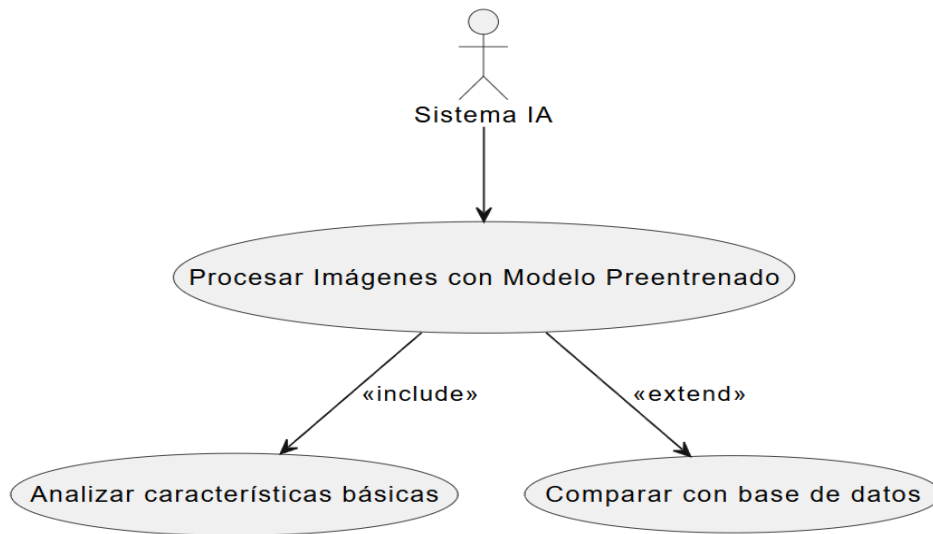 Sistema IA
Procesar Imágenes con Modelo Preentrenado
«include»
«extend»
Analizar características básicas
Comparar con base de datos